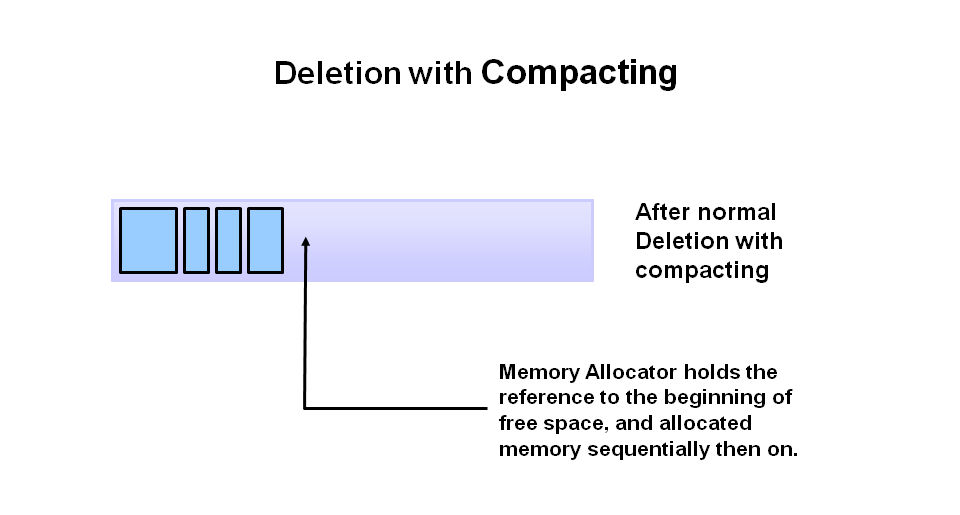 Deletion with Compacting
After normal
Deletion with
compacting
Memory Allocator holds the
reference to the beginning of
free space, and allocated
memory sequentially then on.